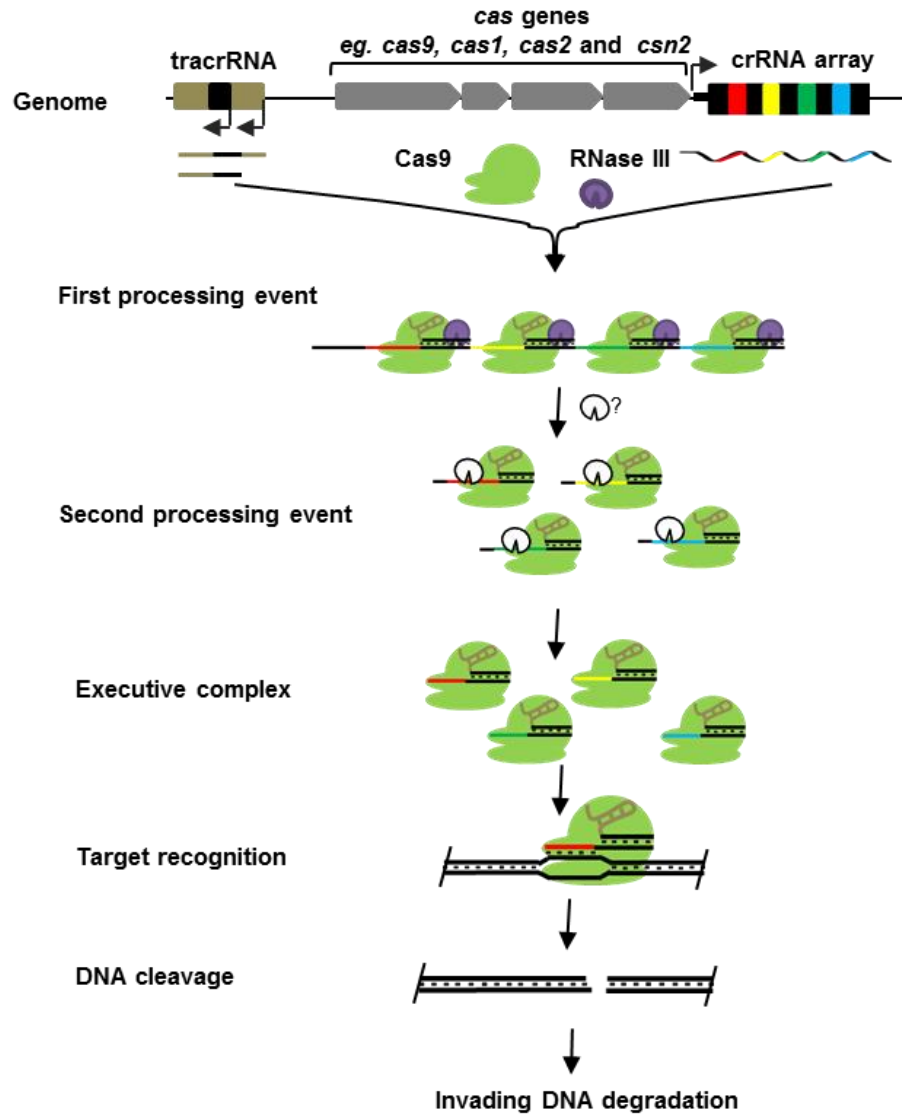 cas genes
eg. cas9, cas1, cas2 and csn2
tracrRNA
crRNA array
Genome
Cas9
RNase III
First processing event
?
Second processing event
Executive complex
Target recognition
DNA cleavage
Invading DNA degradation